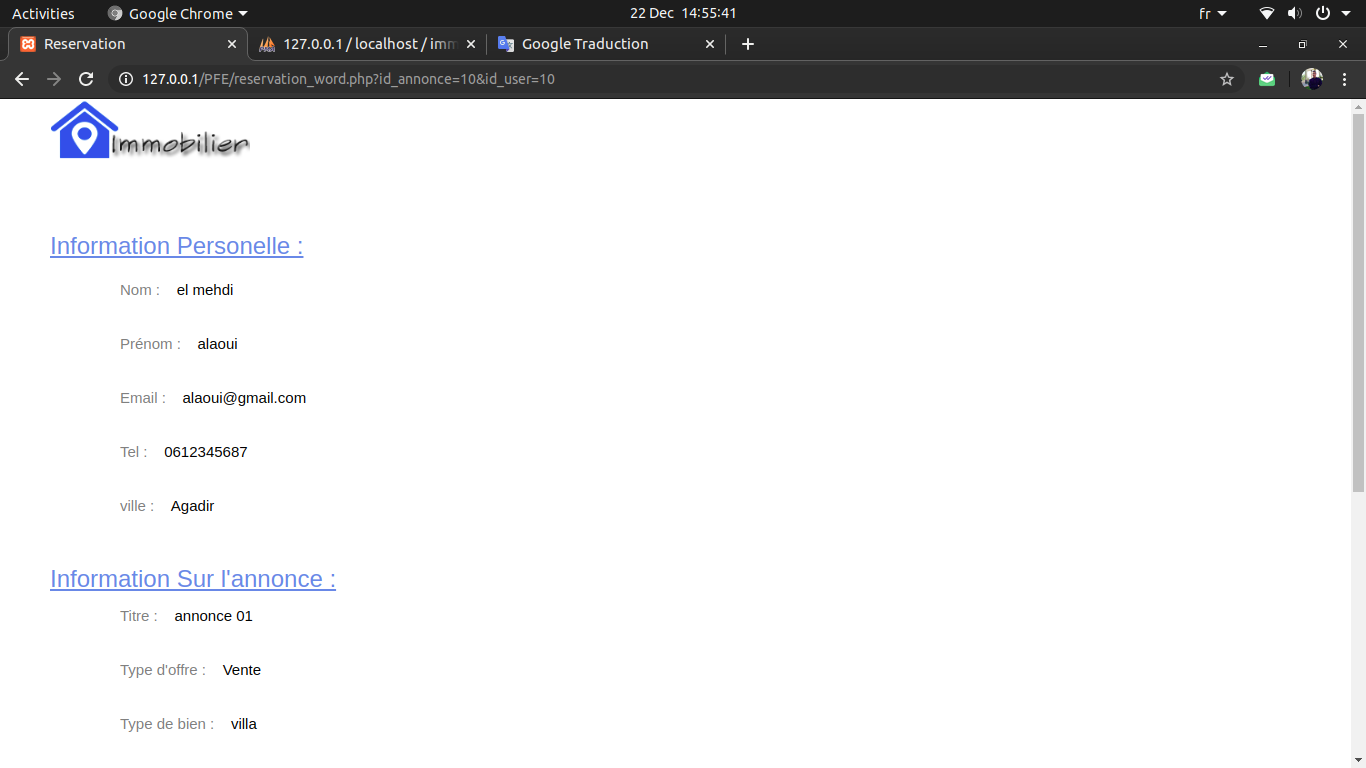 Activities
Google Chrome
22 Dec 14:55:41
fr
Reservation
127.0.0.1 / localhost / imm
Google Traduction
127.0.0.1/PFE/reservation_word.php?id_annonce=10&id_user=10
Immobilier
Information Personelle :
Nom : el mehdi
Prénom : alaoui
Email : alaoui@gmail.com
Tel : 0612345687
ville : Agadir
Information Sur l'annonce :
Titre : annonce 01
Type d'offre : Vente
Type de bien : villa